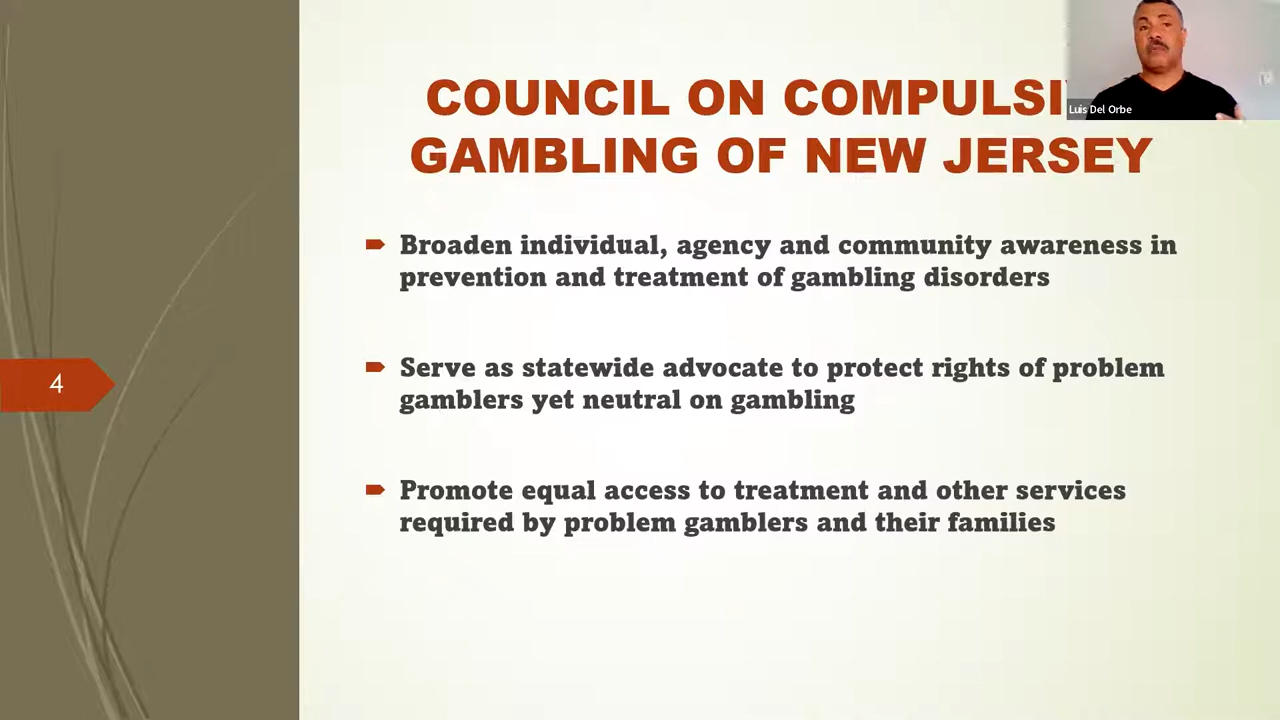 COUNCIL ON
GAMBLING OF NEW JERSEY
Luis Del Orbe
Broaden individual, agency and community awareness in
prevention and treatment of gambling disorders
Serve as statewide advocate to protect rights of problem
gamblers yet neutral on gambling
4
Promote equal access to treatment and other services
required by problem gamblers and their families